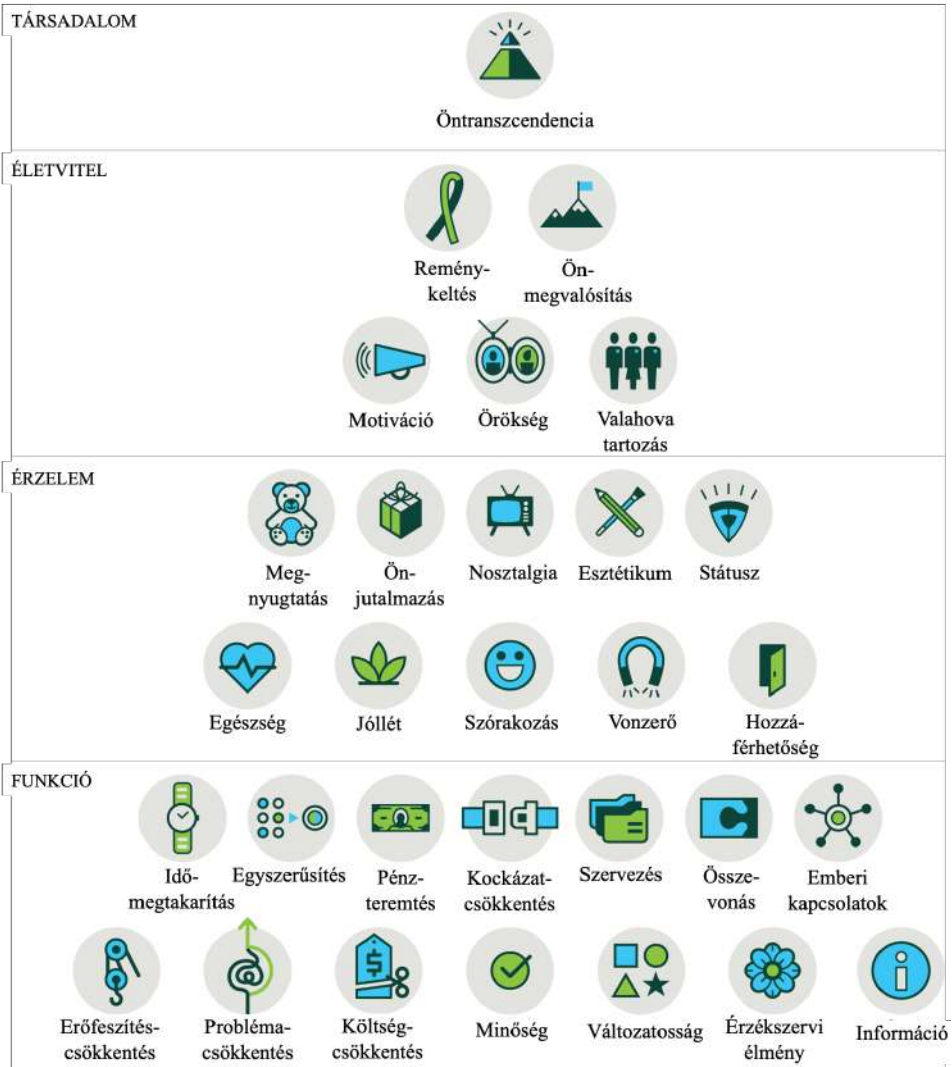 TÁRSADALOM
Öntranszcendencia
ÉLETVITEL
Remény-
keltés
Ön-
megvalósítás
Motiváció
Örökség
Valahova
tartozás
ÉRZELEM
Meg-
nyugtatás
Ön-
jutalmazás
Nosztalgia
Esztétikum
Státusz
Egészség
Jóllét
Szórakozás
Vonzerő
Hozzá-
férhetőség
FUNKCIÓ
Idő-
megtakarítás
Egyszerűsítés
Pénz-
teremtés
Kockázat-
csökkentés
Szervezés
Össze-
vonás
Emberi
kapcsolatok
Erőfeszítés-
csökkentés
Probléma-
csökkentés
$
Költség-
csökkentés
Minőség
Változatosság
Érzékszervi
élmény
i
Információ